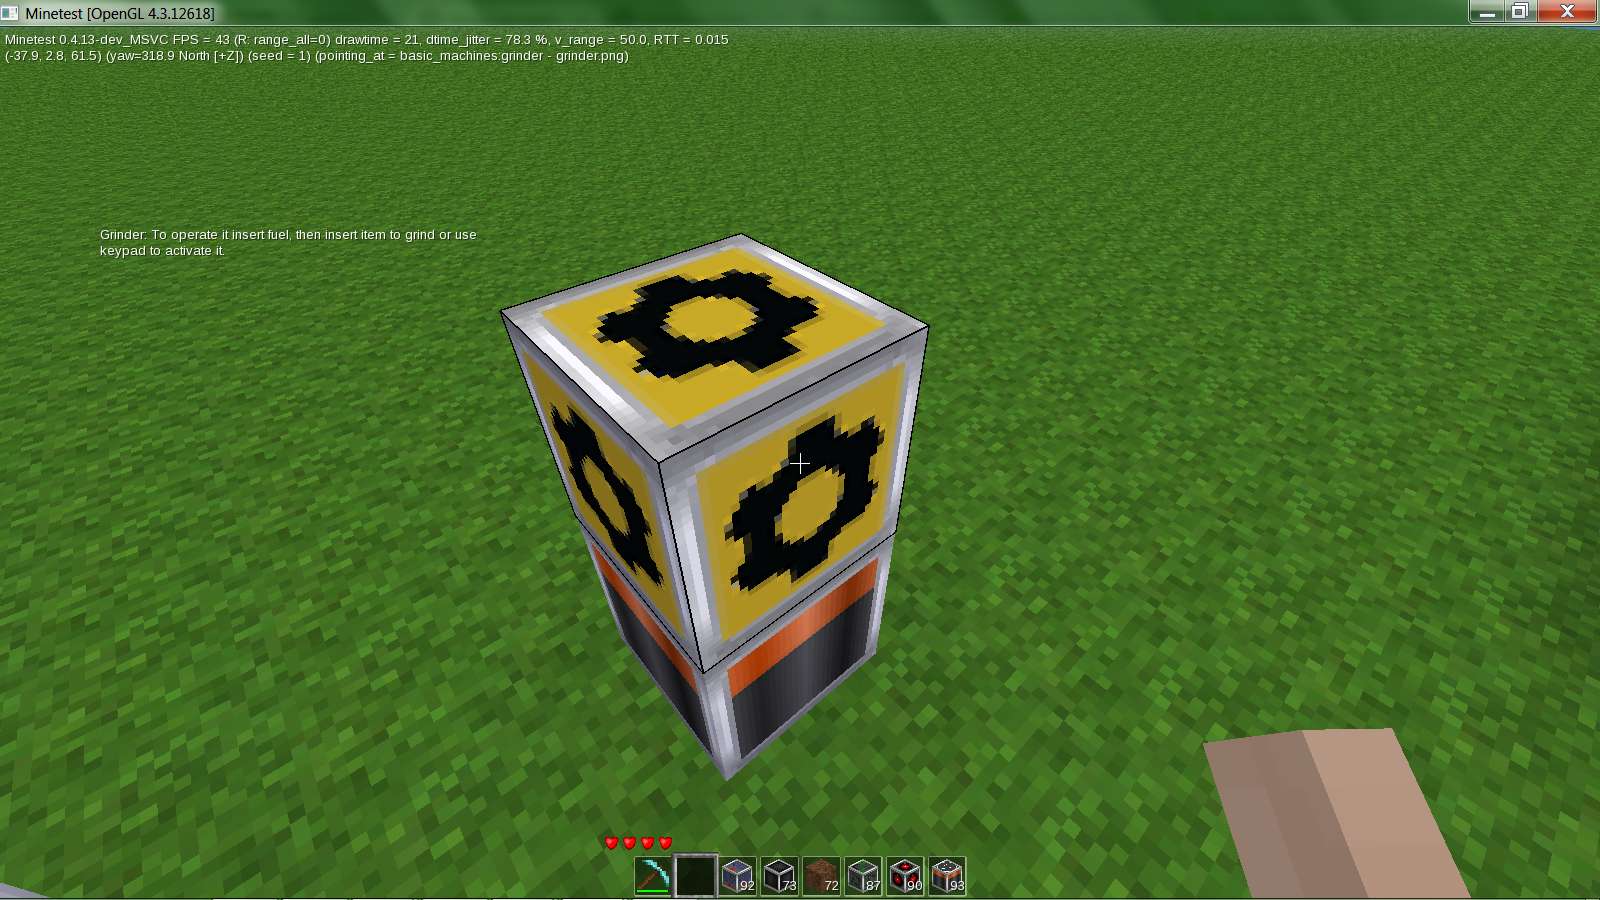 Minetest [OpenGL 4.3.12618]
Minetest 0.4.13-dev_MSVC FPS = 43 (R: range_all=0) drawtime = 21, dtime_jitter = 78.3 %, v_range = 50.0, RTT = 0.015
(-37.9, 2.8, 61.5) (yaw=318.9 North [+Z]) (seed = 1) (pointing_at = basic_machines:grinder - grinder.png)
Grinder: To operate it insert fuel, then insert item to grind or use
keypad to activate it.
92 73 72 87 90 93